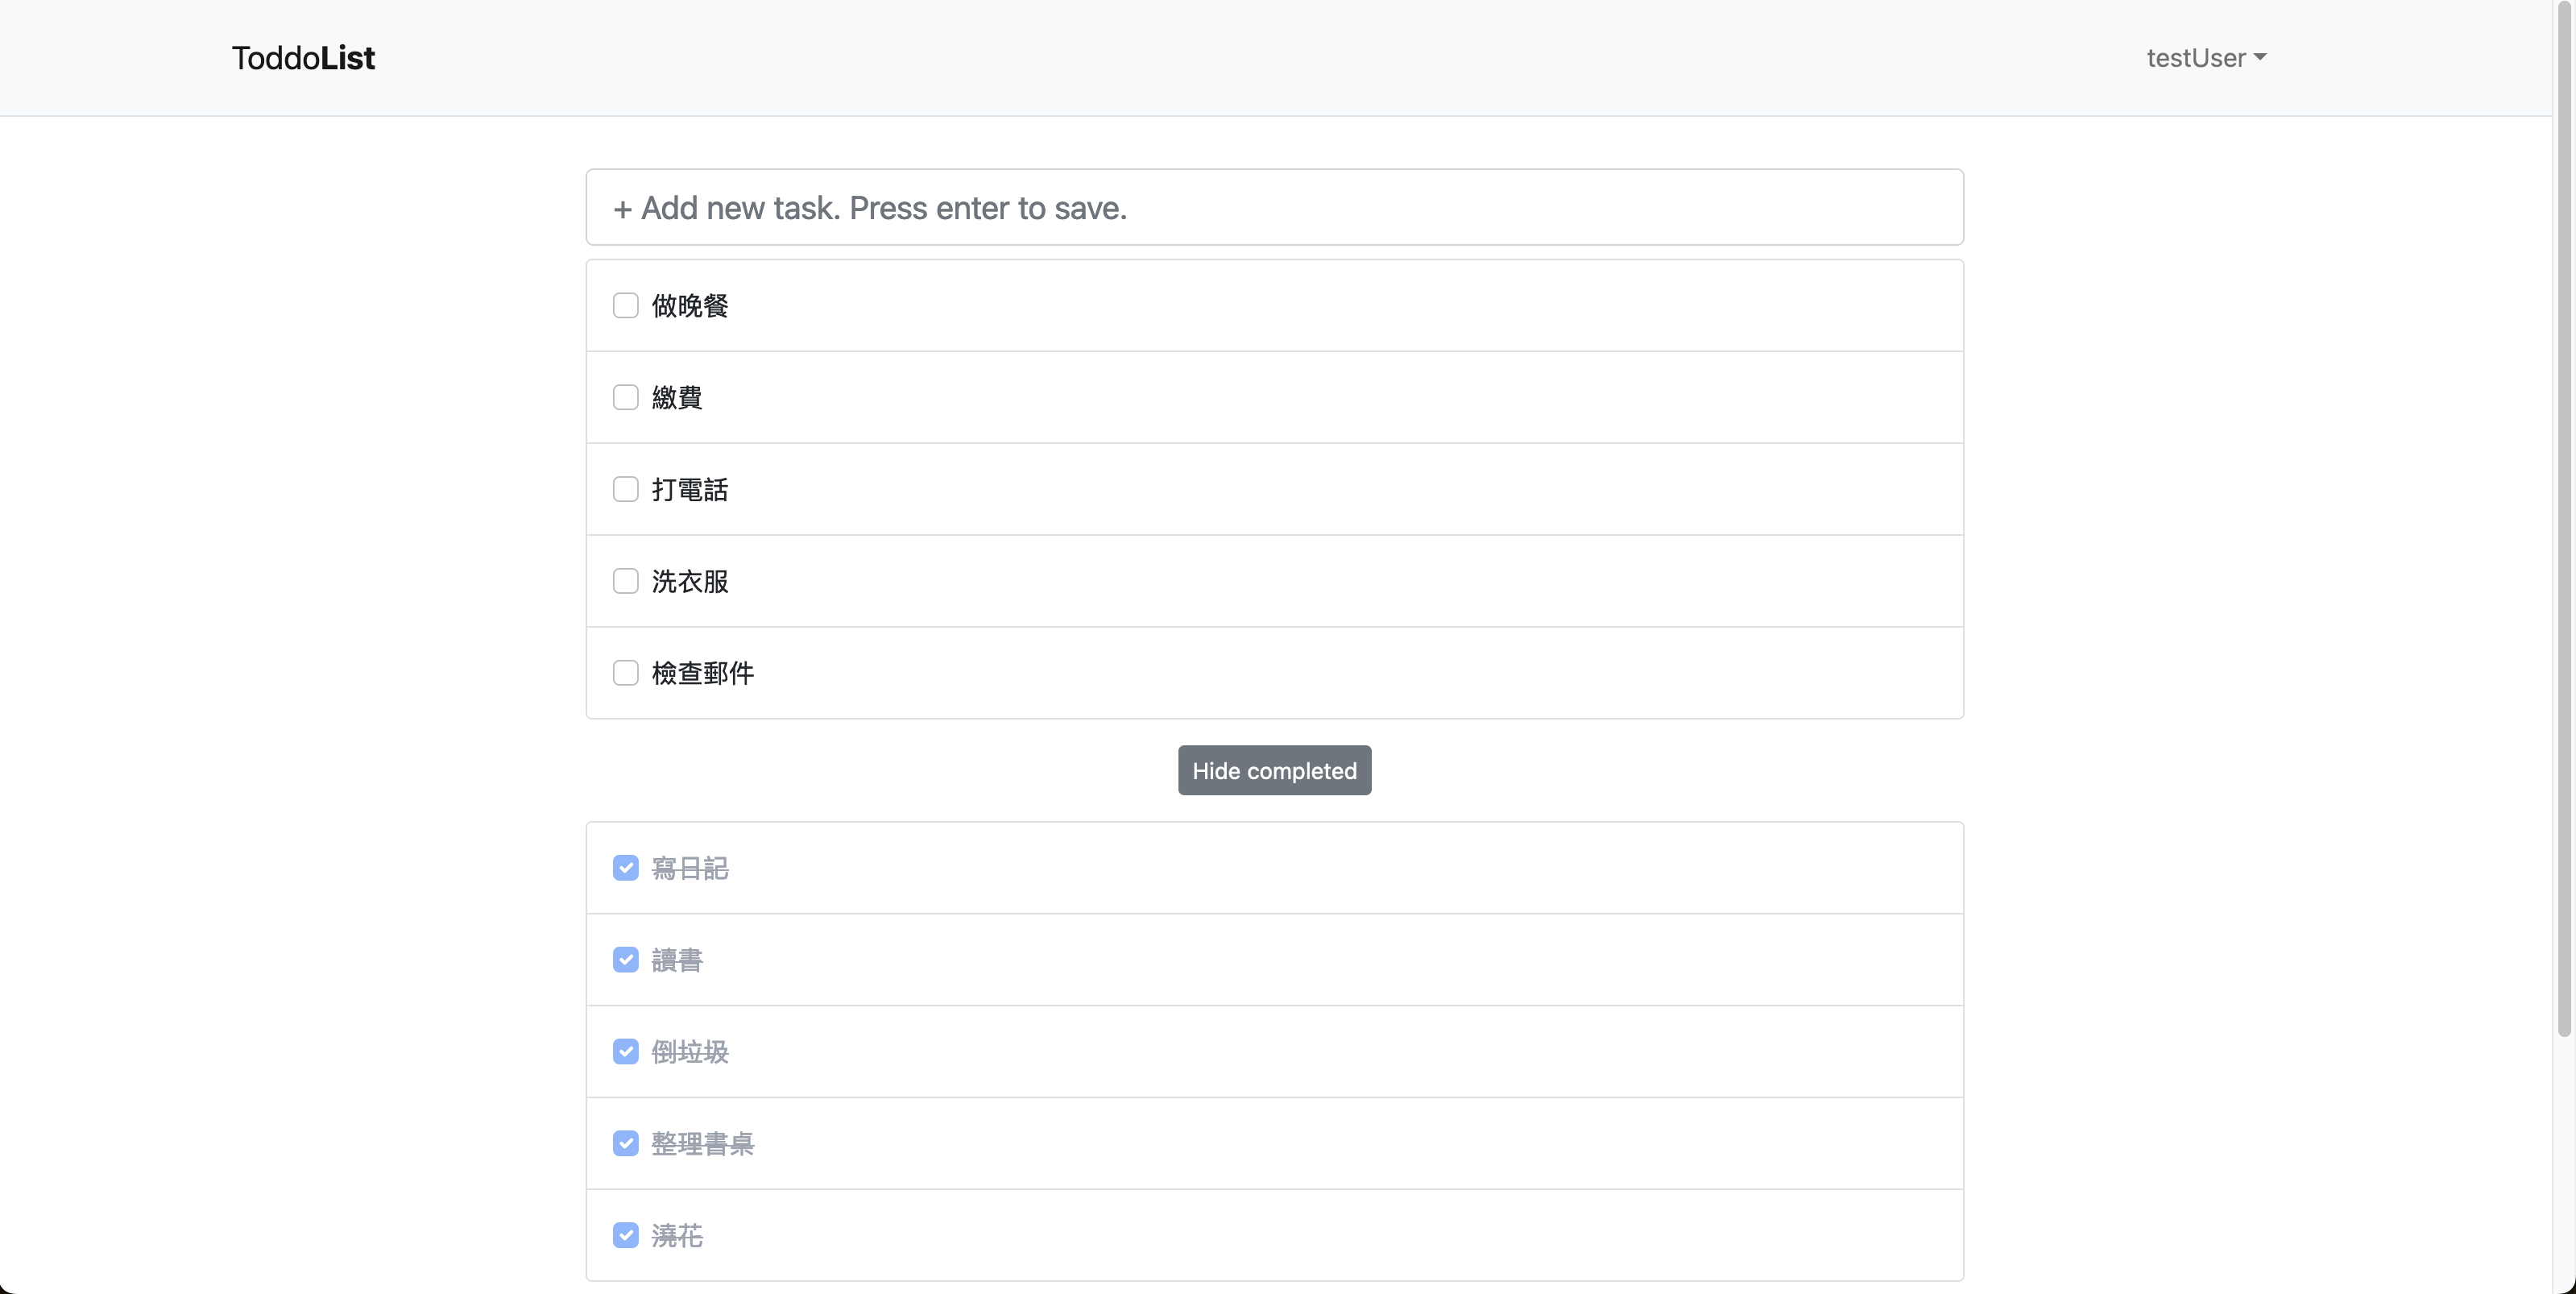 ToddoList
testUser
+ Add new task. Press enter to save.
做晚餐
繳費
打電話
洗衣服
檢查郵件
Hide completed
寫日記
讀書
倒垃圾
整理書桌
澆花